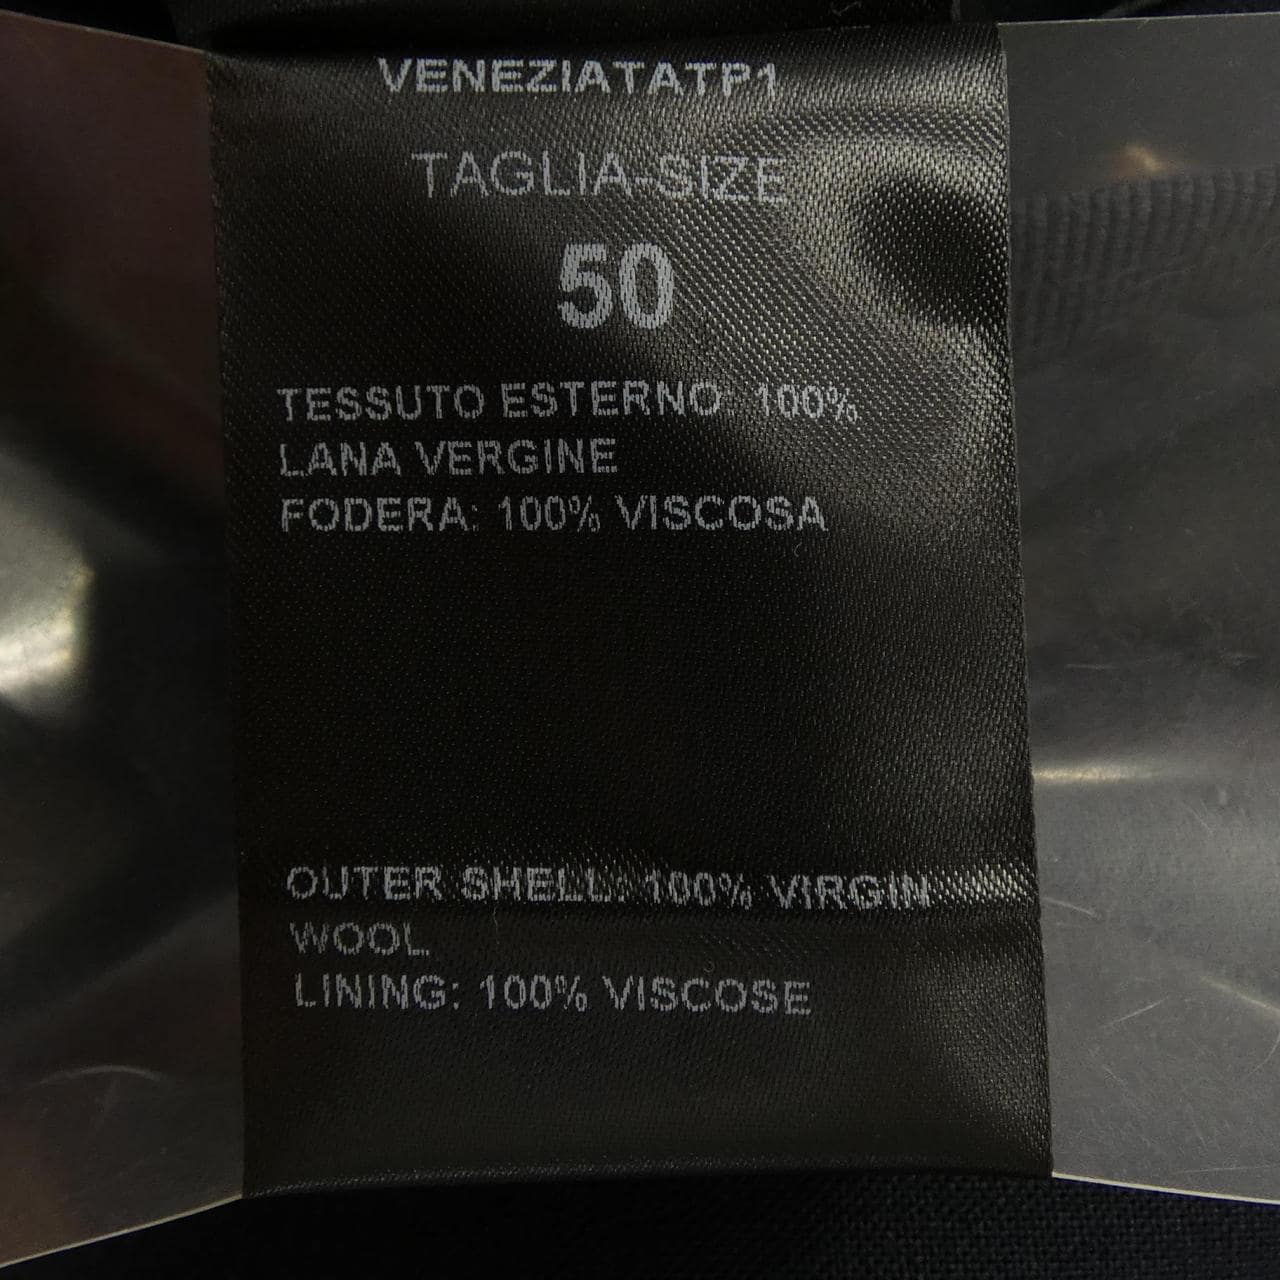 VENEZIATATP1
TAGLIA-SIZE
50
TESSUTO ESTERNO: 100%
LANA VERGINE
FODERA: 100% VISCOSA
OUTER SHELL: 100% VIRGIN
WOOL
LINING: 100% VISCOSE